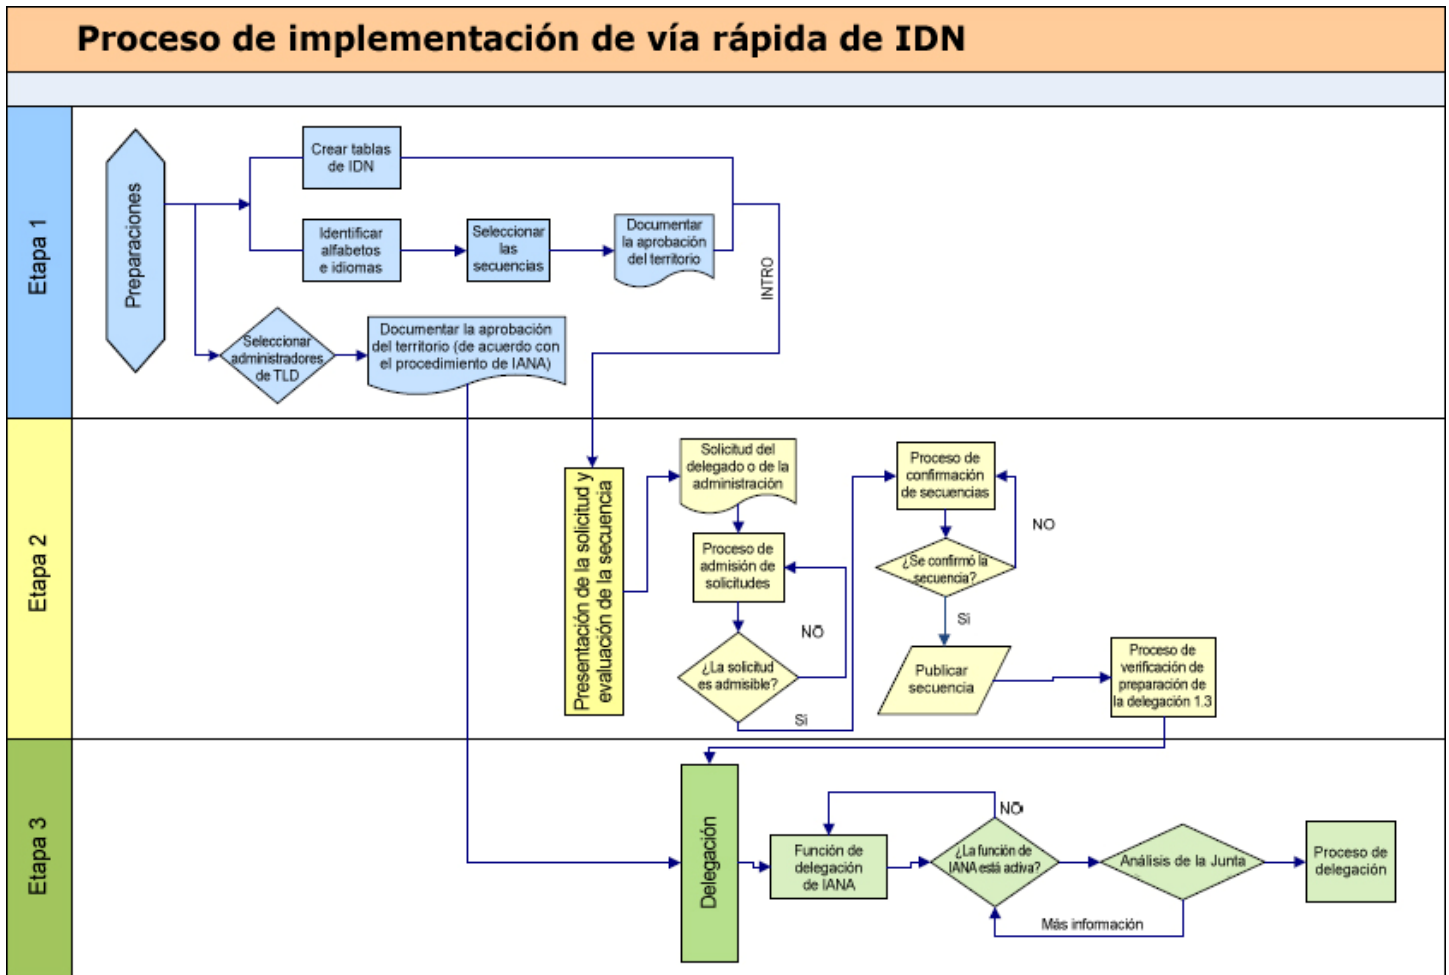 Proceso de implementación de vía rápida de IDN
Etapa 1
Preparaciones
Crear tablas
de IDN
Identificar
alfabetos
e idiomas
Seleccionar
las
secuencias
Documentar
la aprobación
del territorio
INTRO
Seleccionar
administradores
de TLD
Documentar la aprobación
del territorio (de acuerdo con
el procedimiento de IANA)
Etapa 2
Presentación de la solicitud y
evaluación de la secuencia
Solicitud del
delegado o de la
administración
Proceso de
admisión de
solicitudes
NO
¿La solicitud
es admisible?
Si
Proceso de
confirmación
de secuencias
NO
¿Se confirmó la
secuencia?
Si
Publicar
secuencia
Proceso de
verificación de
preparación de
la delegación 1.3
Etapa 3
Delegación
Función de
delegación
de IANA
NO
¿La función de
IANA está activa?
Análisis de la Junta
Más información
Proceso de
delegación